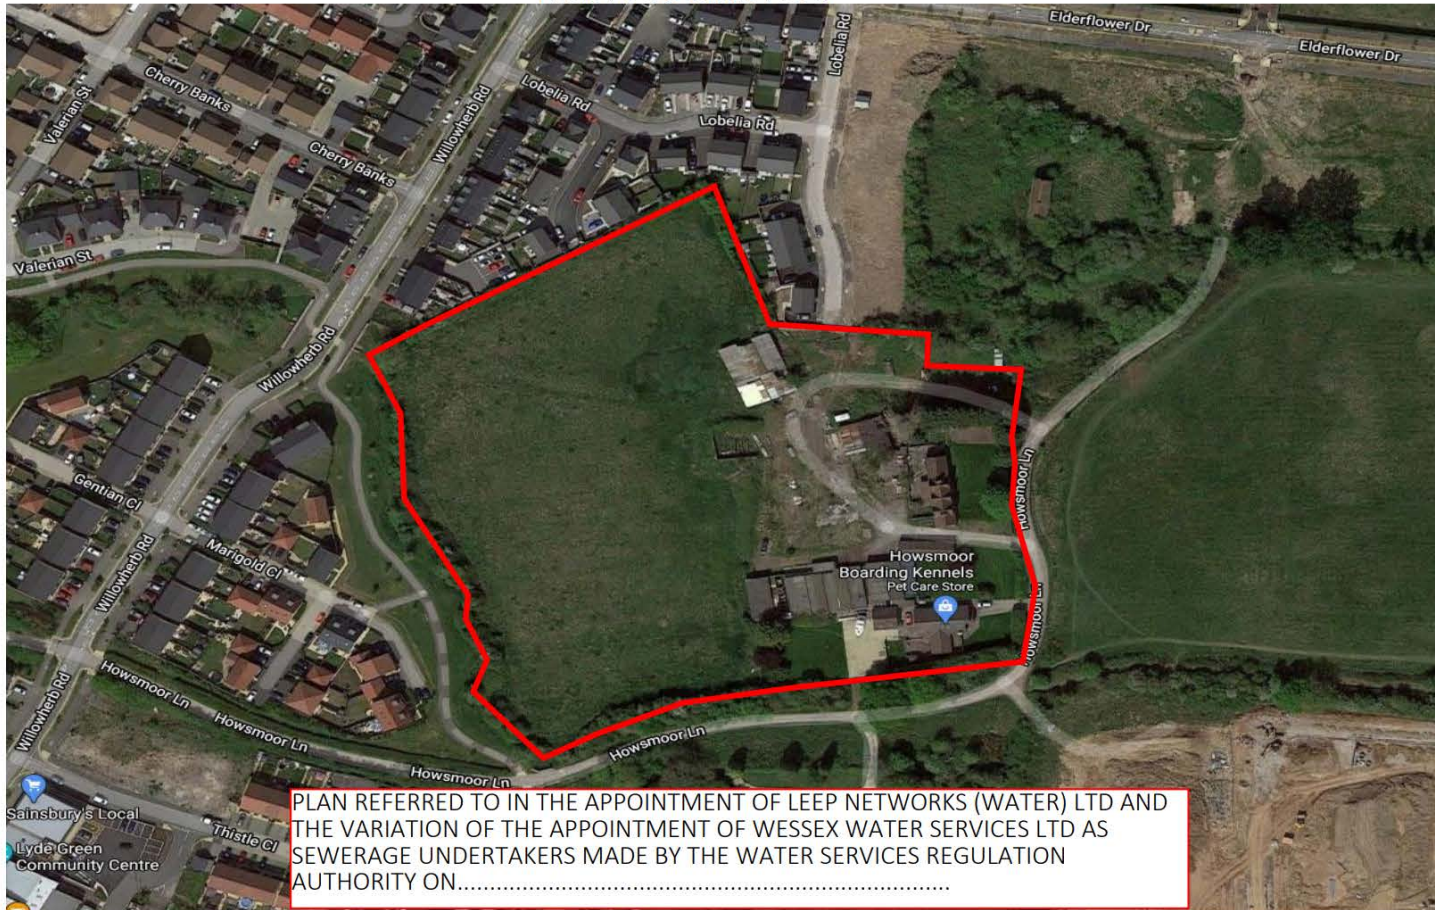 Elderflower Dr
Elderflower Dr
Lobelia Rd
Cherry Banks
Valerian St
Lobelia Rd
Willowherb Rd
Lobelia Rd
Cherry Banks
Valerian St
Willowherb Rd
Gentian Cl
Howsmoor Ln
Marigold Cl
Howsmoor
Boarding Kennels
Pet Care Store
Willowherb Rd
Howsmoor Ln
Howsmoor Ln
Willowherb Rd
Howsmoor Ln
Howsmoor Ln
Howsmoor Ln
Sainsbury's Local
Thistle Cl
Lyde Green
Community Centre
PLAN REFERRED TO IN THE APPOINTMENT OF LEEP NETWORKS (WATER) LTD AND
THE VARIATION OF THE APPOINTMENT OF WESSEX WATER SERVICES LTD AS
SEWERAGE UNDERTAKERS MADE BY THE WATER SERVICES REGULATION
AUTHORITY ON...........................................................................